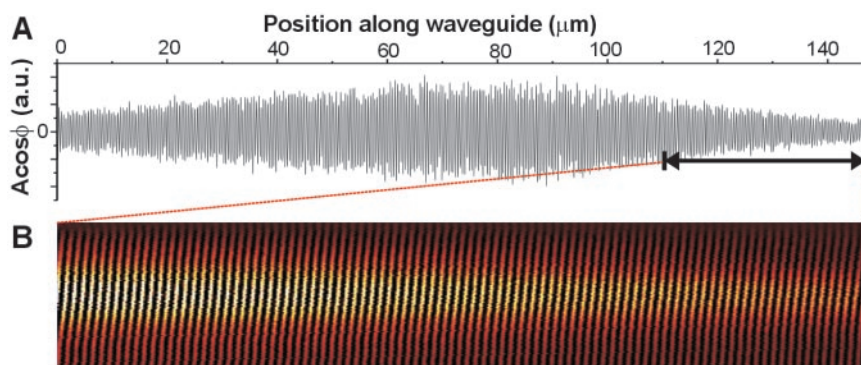 Position along waveguide (μm)
A
0 20 40 60 80 100 120 140
Acosϕ (a.u.)
0
B